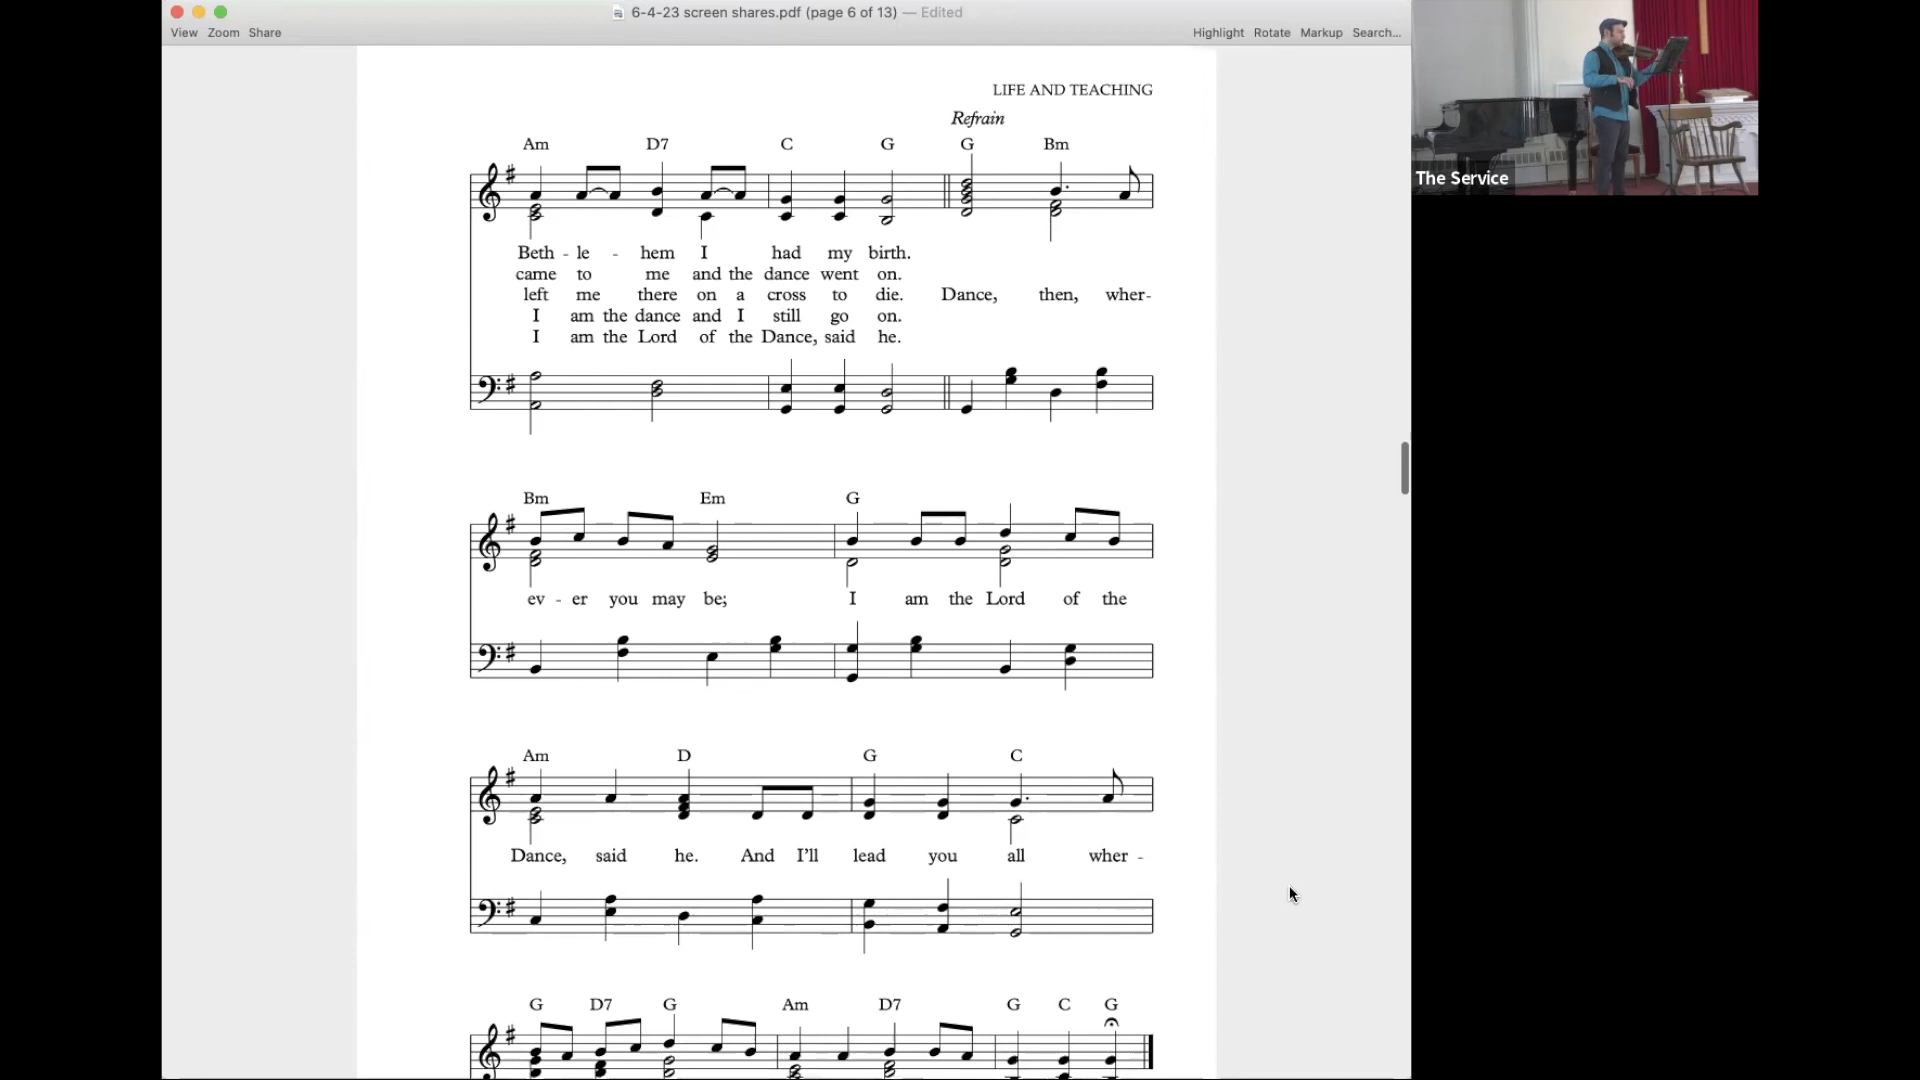 6-4-23 screen shares.pdf (page 6 of 13) — Edited
View Zoom Share
Highlight Rotate Markup Search...
The Service
LIFE AND TEACHING
Refrain
Am D7 C G G Bm
Beth - le - hem I had my birth.
came to me and the dance went on.
left me there on a cross to die. Dance, then, wher-
I am the dance and I still go on.
I am the Lord of the Dance, said he.
Bm Em G
ev - er you may be; I am the Lord of the
Am D G C
Dance, said he. And I'll lead you all wher -
G D7 G Am D7 G C G